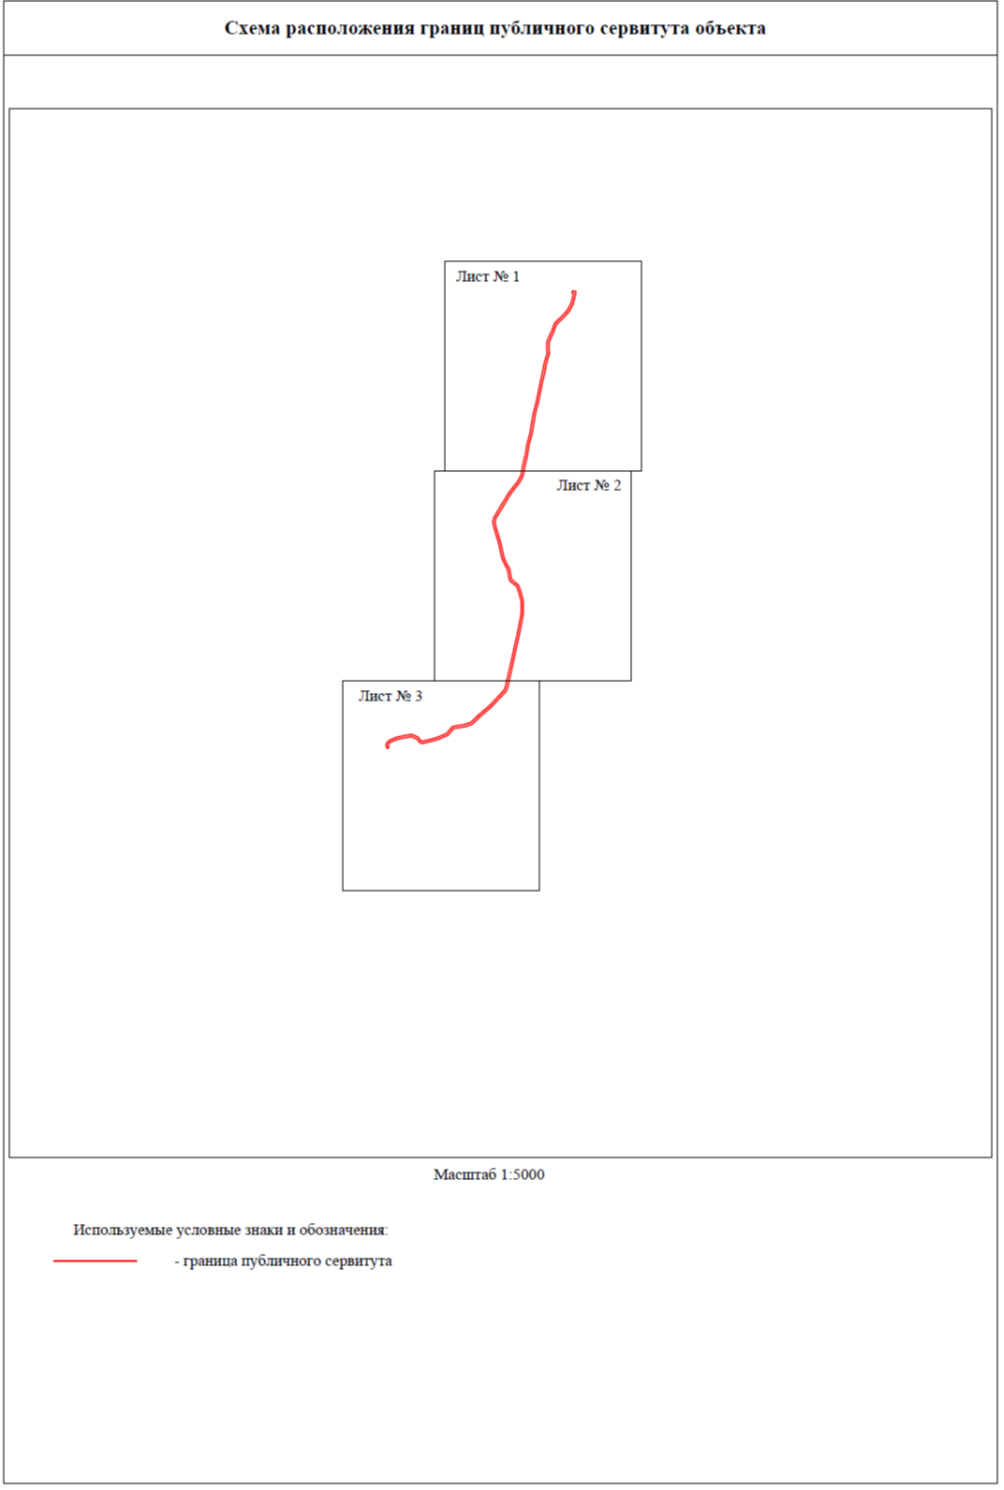 Схема расположения границ публичного сервитута объекта
Лист № 1
Лист № 2
Лист № 3
Масштаб 1:5000
Используемые условные знаки и обозначения:
- граница публичного сервитута